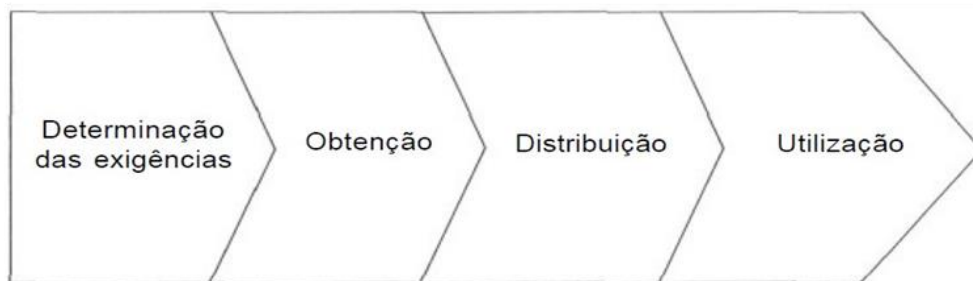 Determinação
das exigências
Obtenção
Distribuição
Utilização